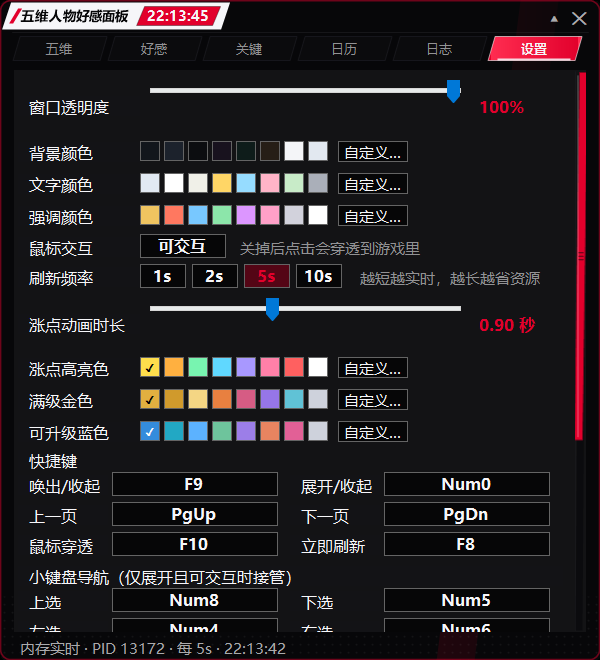 五维人物好感面板 22:13:45
五维 好感 关键 日历 日志 设置
窗口透明度 100%
背景颜色 自定义...
文字颜色 自定义...
强调颜色 自定义...
鼠标交互 可交互 关掉后点击会穿透到游戏里
刷新频率 1s 2s 5s 10s 越短越实时，越长越省资源
涨点动画时长 0.90 秒
涨点高亮色 自定义...
满级金色 自定义...
可升级蓝色 自定义...
快捷键
唤出/收起 F9 展开/收起 Num0
上一页 PgUp 下一页 PgDn
鼠标穿透 F10 立即刷新 F8
小键盘导航（仅展开且可交互时接管）
上选 Num8 下选 Num5
左选 Num4 右选 Num6
内存实时 · PID 13172 · 每 5s · 22:13:42